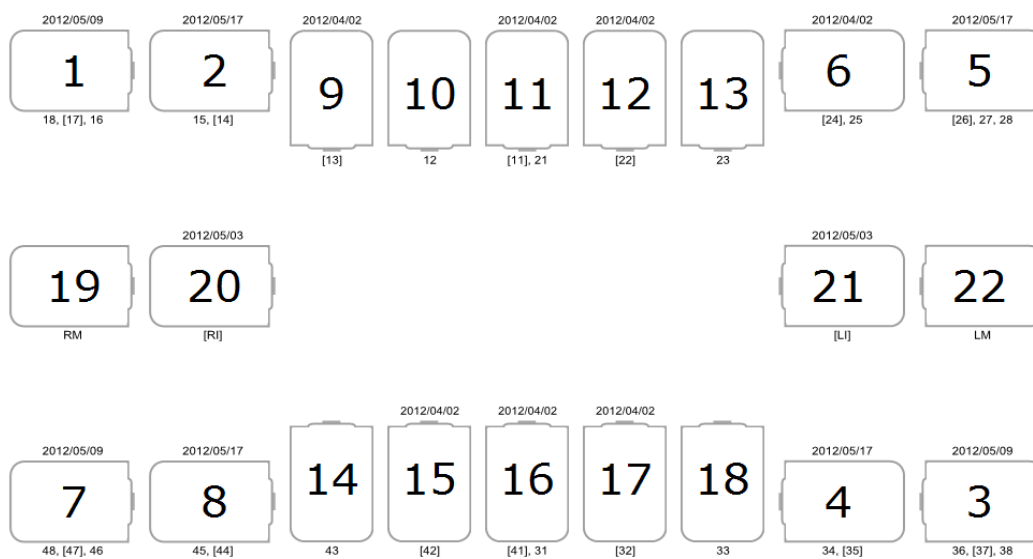 2012/05/09 2012/05/17 2012/04/02 2012/04/02 2012/04/02 2012/04/02 2012/05/17
1 2 9 10 11 12 13 6 5
18, [17], 16 15, [14] [24], 25 [26], 27, 28
[13] 12 [11], 21 [22] 23
2012/05/03 2012/05/03
19 20 21 22
RM [RI] [LI] LM
2012/04/02 2012/04/02 2012/04/02
2012/05/09 2012/05/17 2012/05/17 2012/05/09
7 8 14 15 16 17 18 4 3
48, [47], 46 45, [44] 43 [42] [41], 31 [32] 33 34, [35] 36, [37], 38